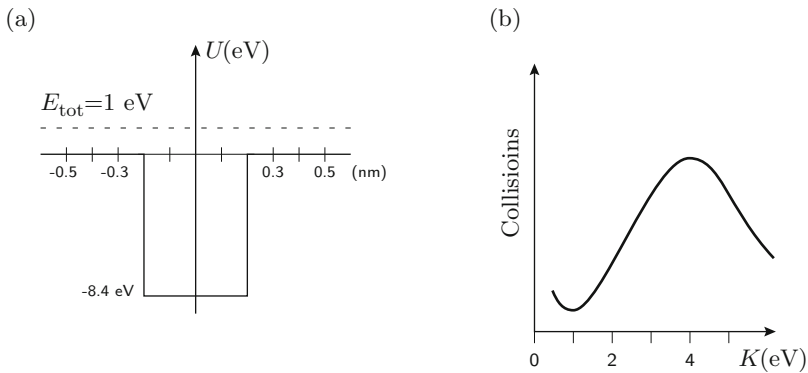 (a)
U(eV)
E_tot=1 eV
-0.5 -0.3 0.3 0.5 (nm)
-8.4 eV
(b)
Collisioins
0 2 4 K(eV)